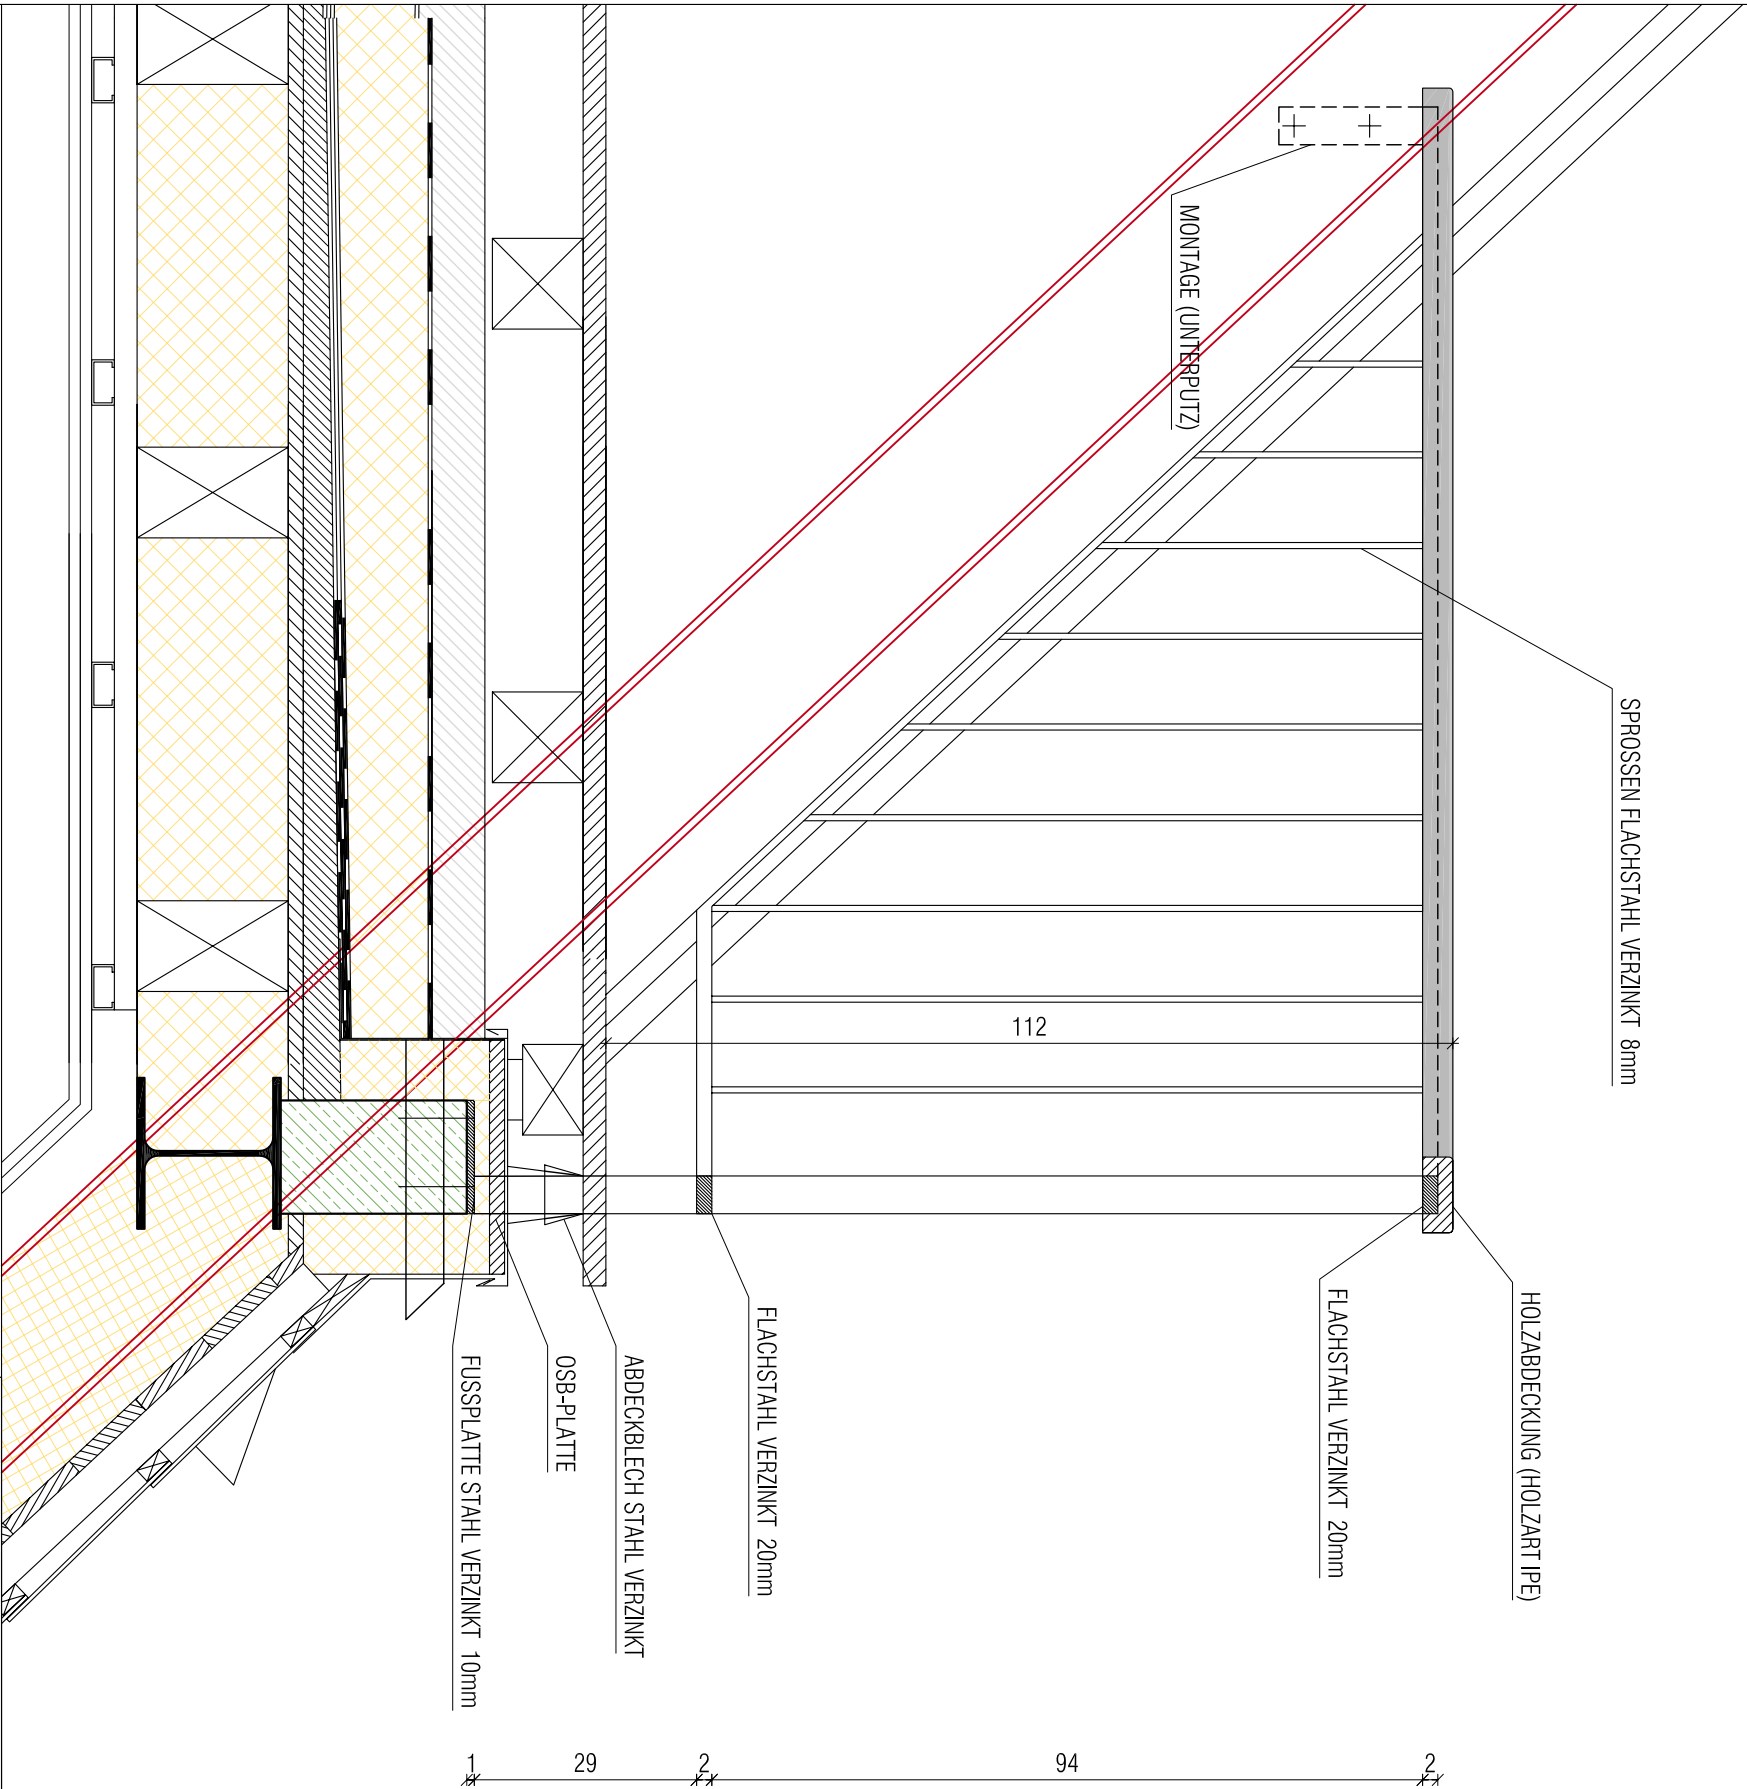 SPROSSEN FLACHSTAHL VERZINKT 8mm
HOLZABDECKUNG (HOLZART IPE)
FLACHSTAHL VERZINKT 20mm
MONTAGE (UNTERPUTZ)
112
FLACHSTAHL VERZINKT 20mm
ABDECKBLECH STAHL VERZINKT
OSB-PLATTE
FUSSPLATTE STAHL VERZINKT 10mm
1
29
2
94
2